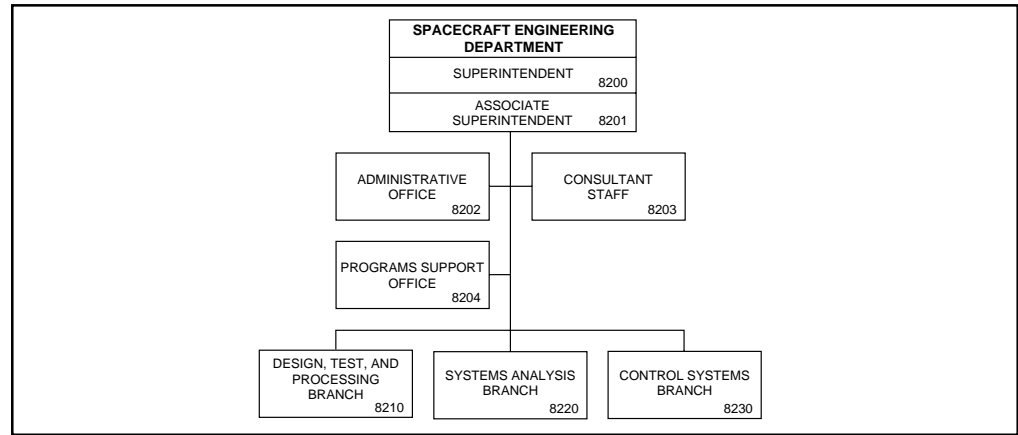 SPACECRAFT ENGINEERING
DEPARTMENT
SUPERINTENDENT
8200
ASSOCIATE
SUPERINTENDENT 8201
ADMINISTRATIVE
OFFICE
8202
CONSULTANT
STAFF
8203
PROGRAMS SUPPORT
OFFICE
8204
DESIGN, TEST, AND
PROCESSING
BRANCH
8210
SYSTEMS ANALYSIS
BRANCH
8220
CONTROL SYSTEMS
BRANCH
8230